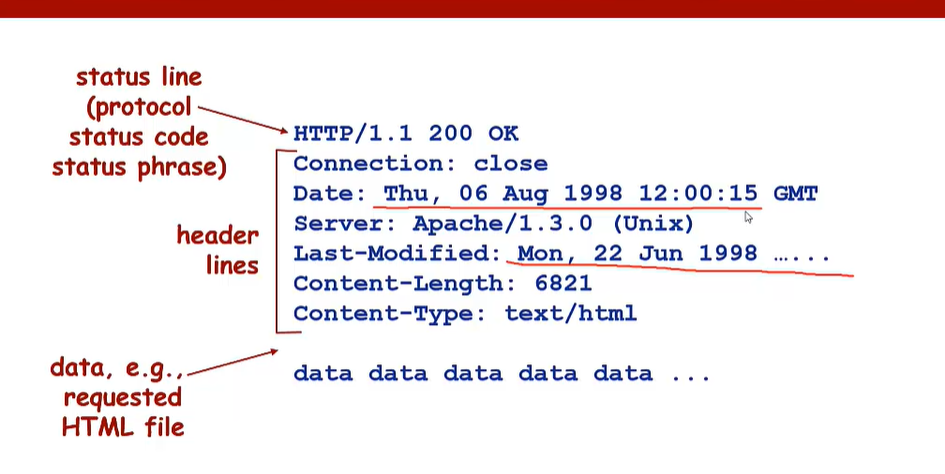 status line
(protocol
status code
status phrase)
HTTP/1.1 200 OK
header
lines
Connection: close
Date: Thu, 06 Aug 1998 12:00:15 GMT
Server: Apache/1.3.0 (Unix)
Last-Modified: Mon, 22 Jun 1998 …...
Content-Length: 6821
Content-Type: text/html
data, e.g.,
requested
HTML file
data data data data data ...